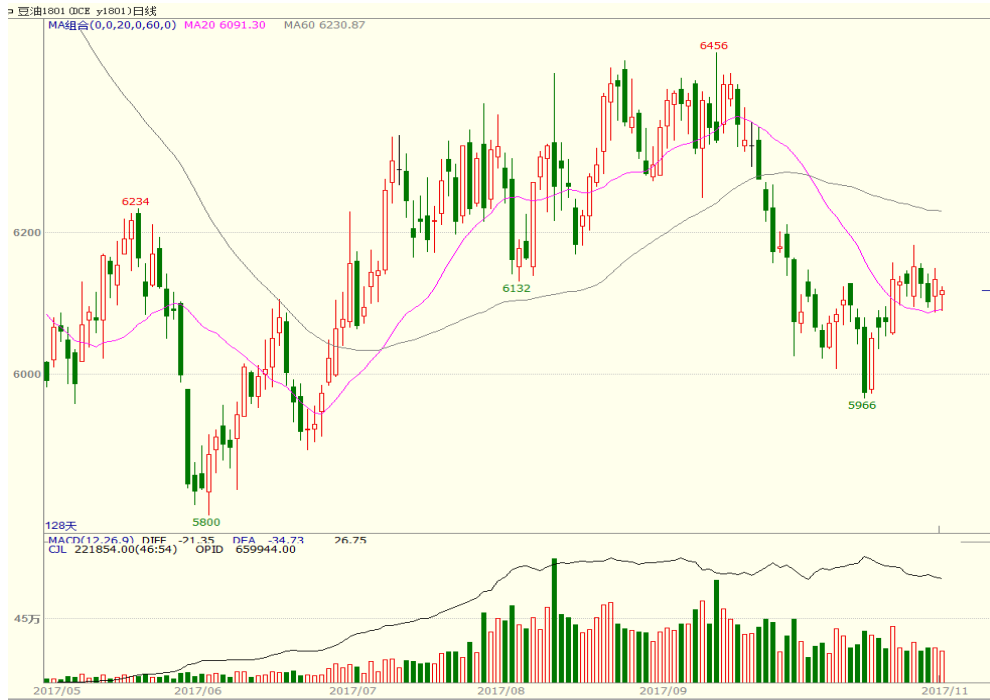 豆油1801(DCE y1801)日线
MA组合(0,0,20,0,60,0) MA20 6091.30 MA60 6230.87
6456
6234
6200
6132
6000
5966
5800
128天
MACD(12,26,9) DIFF -21.35 DEA -34.73 26.75
CJL 221854.00(46:54) OPID 659944.00
45万
2017/05 2017/06 2017/07 2017/08 2017/09 2017/11